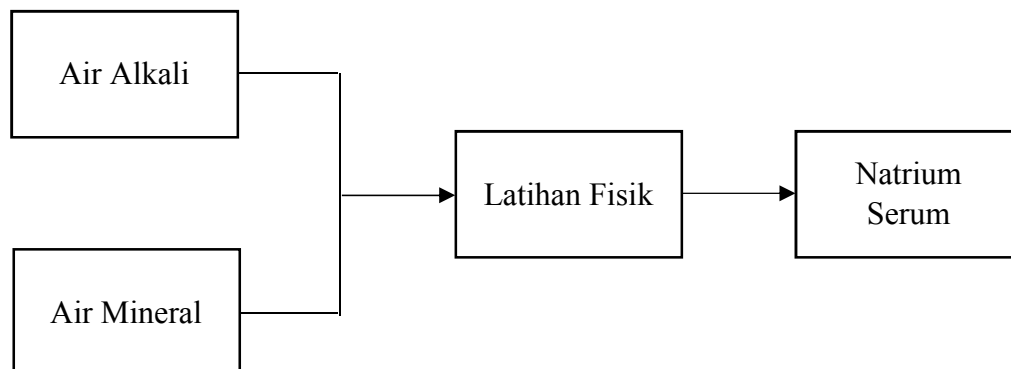 Air Alkali
Air Mineral
Latihan Fisik
Natrium
Serum